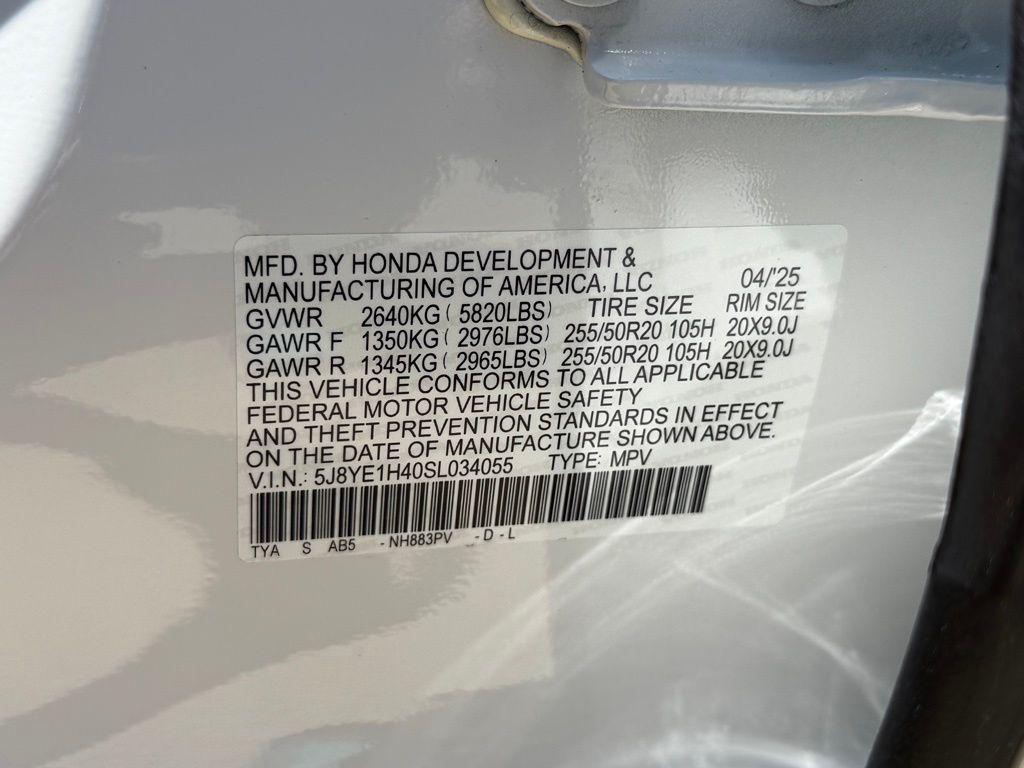 MFD. BY HONDA DEVELOPMENT &
MANUFACTURING OF AMERICA, LLC 04/'25
GVWR 2640KG ( 5820LBS) TIRE SIZE RIM SIZE
GAWR F 1350KG ( 2976LBS) 255/50R20 105H 20X9.0J
GAWR R 1345KG ( 2965LBS) 255/50R20 105H 20X9.0J
THIS VEHICLE CONFORMS TO ALL APPLICABLE
FEDERAL MOTOR VEHICLE SAFETY
AND THEFT PREVENTION STANDARDS IN EFFECT
ON THE DATE OF MANUFACTURE SHOWN ABOVE.
V.I.N.: 5J8YE1H40SL034055 TYPE: MPV
TYA S AB5 -NH883PV -D-L